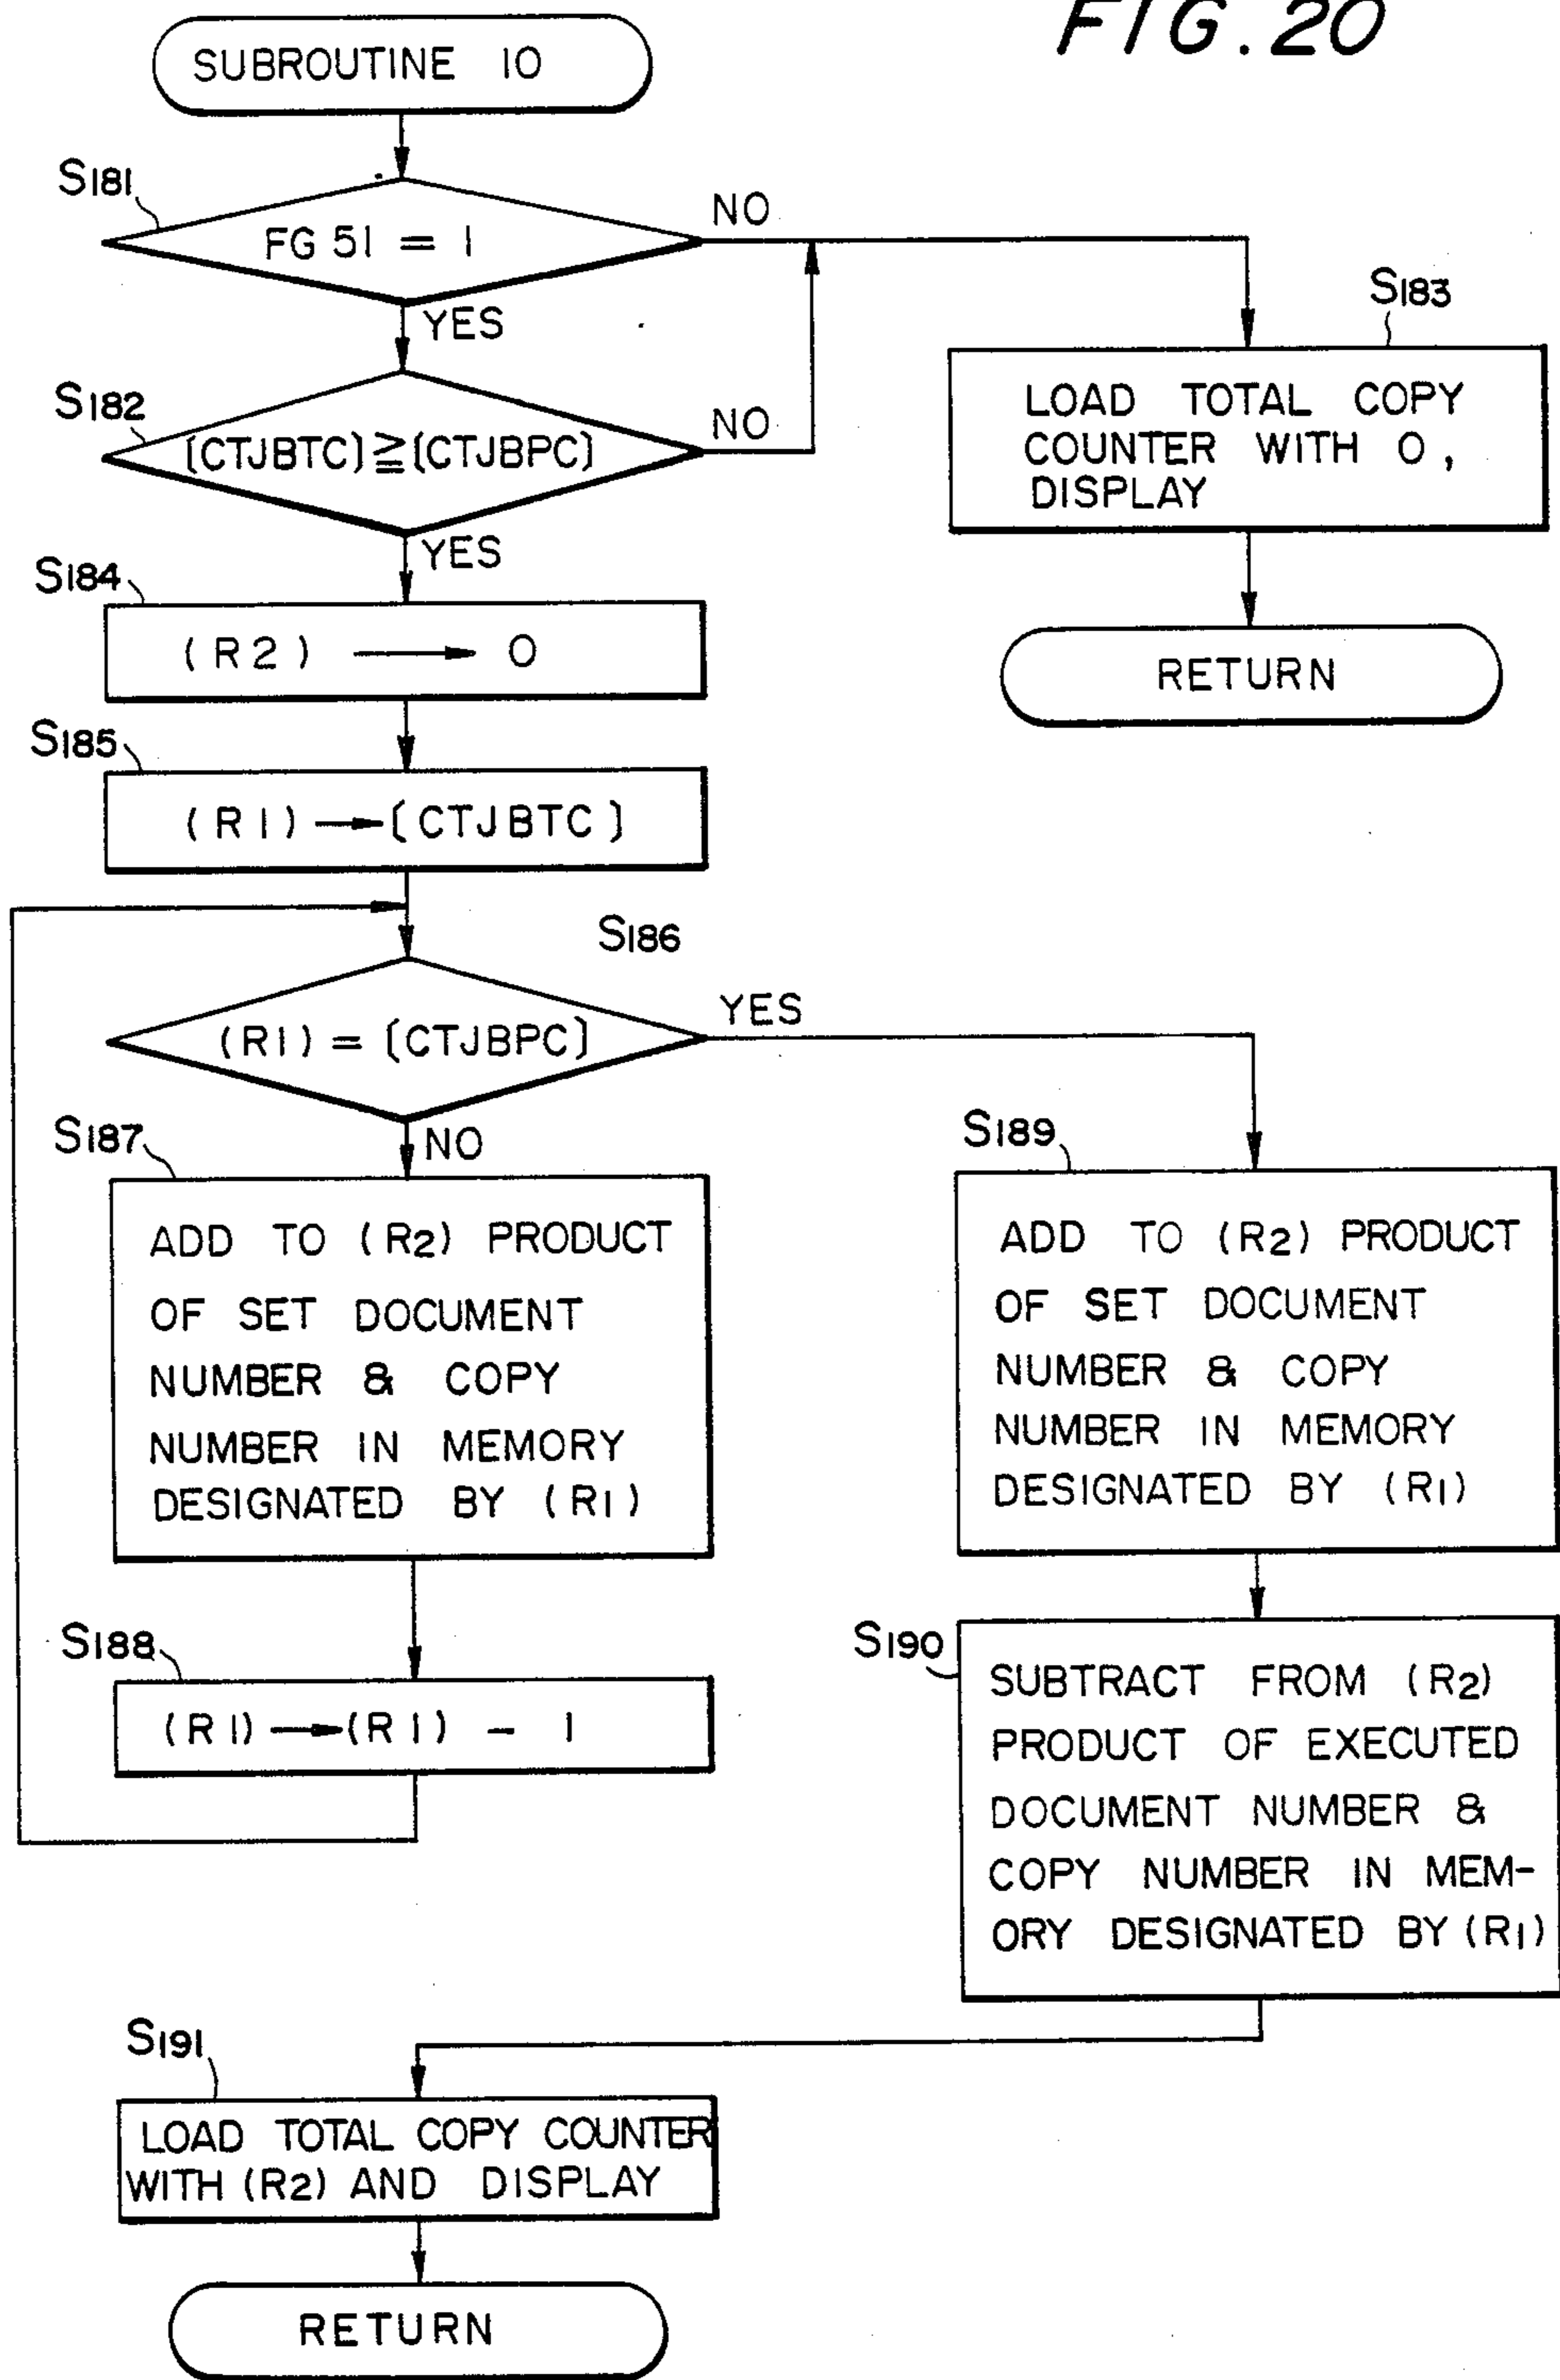 FIG. 20
SUBROUTINE 10
S181
FG 51 = 1
NO
YES
S182
[CTJBTC] ≧ [CTJBPC]
NO
YES
S183
LOAD TOTAL COPY
COUNTER WITH 0,
DISPLAY
RETURN
S184
(R2) → 0
S185
(R1) → [CTJBTC]
S186
(R1) = [CTJBPC]
YES
NO
S187
ADD TO (R2) PRODUCT
OF SET DOCUMENT
NUMBER & COPY
NUMBER IN MEMORY
DESIGNATED BY (R1)
S188
(R1) → (R1) - 1
S189
ADD TO (R2) PRODUCT
OF SET DOCUMENT
NUMBER & COPY
NUMBER IN MEMORY
DESIGNATED BY (R1)
S190
SUBTRACT FROM (R2)
PRODUCT OF EXECUTED
DOCUMENT NUMBER &
COPY NUMBER IN MEM-
ORY DESIGNATED BY (R1)
S191
LOAD TOTAL COPY COUNTER
WITH (R2) AND DISPLAY
RETURN